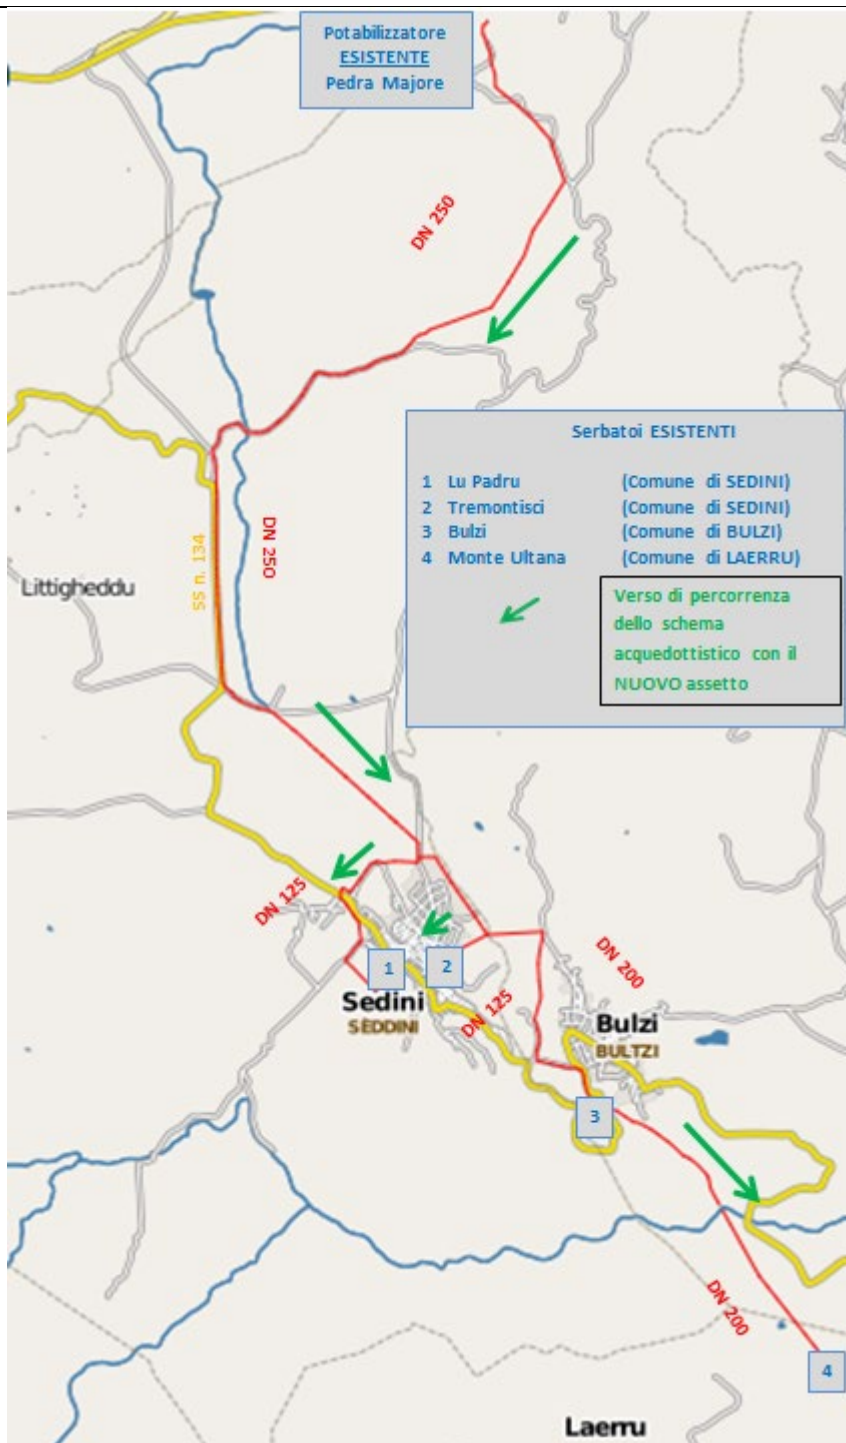 Potabilizzatore
ESISTENTE
Pedra Majore
DN 250
Serbatoi ESISTENTI
1 Lu Padru (Comune di SEDINI)
2 Tremontisci (Comune di SEDINI)
3 Bulzi (Comune di BULZI)
4 Monte Ultana (Comune di LAERRU)
Verso di percorrenza
dello schema
acquedottistico con il
NUOVO assetto
SS n. 134
DN 250
Littigheddu
DN 125
1
2
Sedini
SÈDDINI
DN 125
DN 200
Bulzi
BULTZI
3
DN 200
4
Laerru